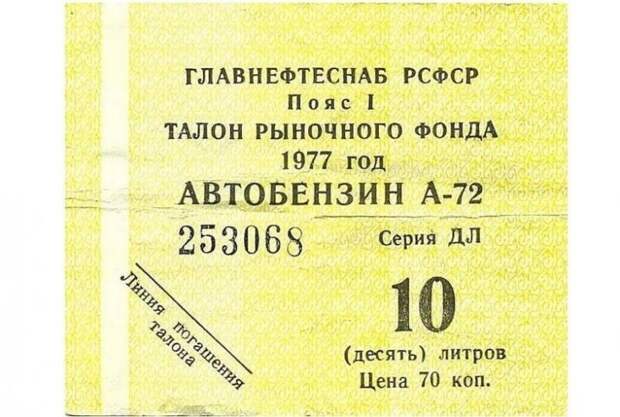 ГЛАВНЕФТЕСНАБ РСФСР
Пояс I
ТАЛОН РЫНОЧНОГО ФОНДА
1977 год
АВТОБЕНЗИН А-72
253068 Серия ДЛ
Линия погашения
талона
10
(десять) литров
Цена 70 коп.